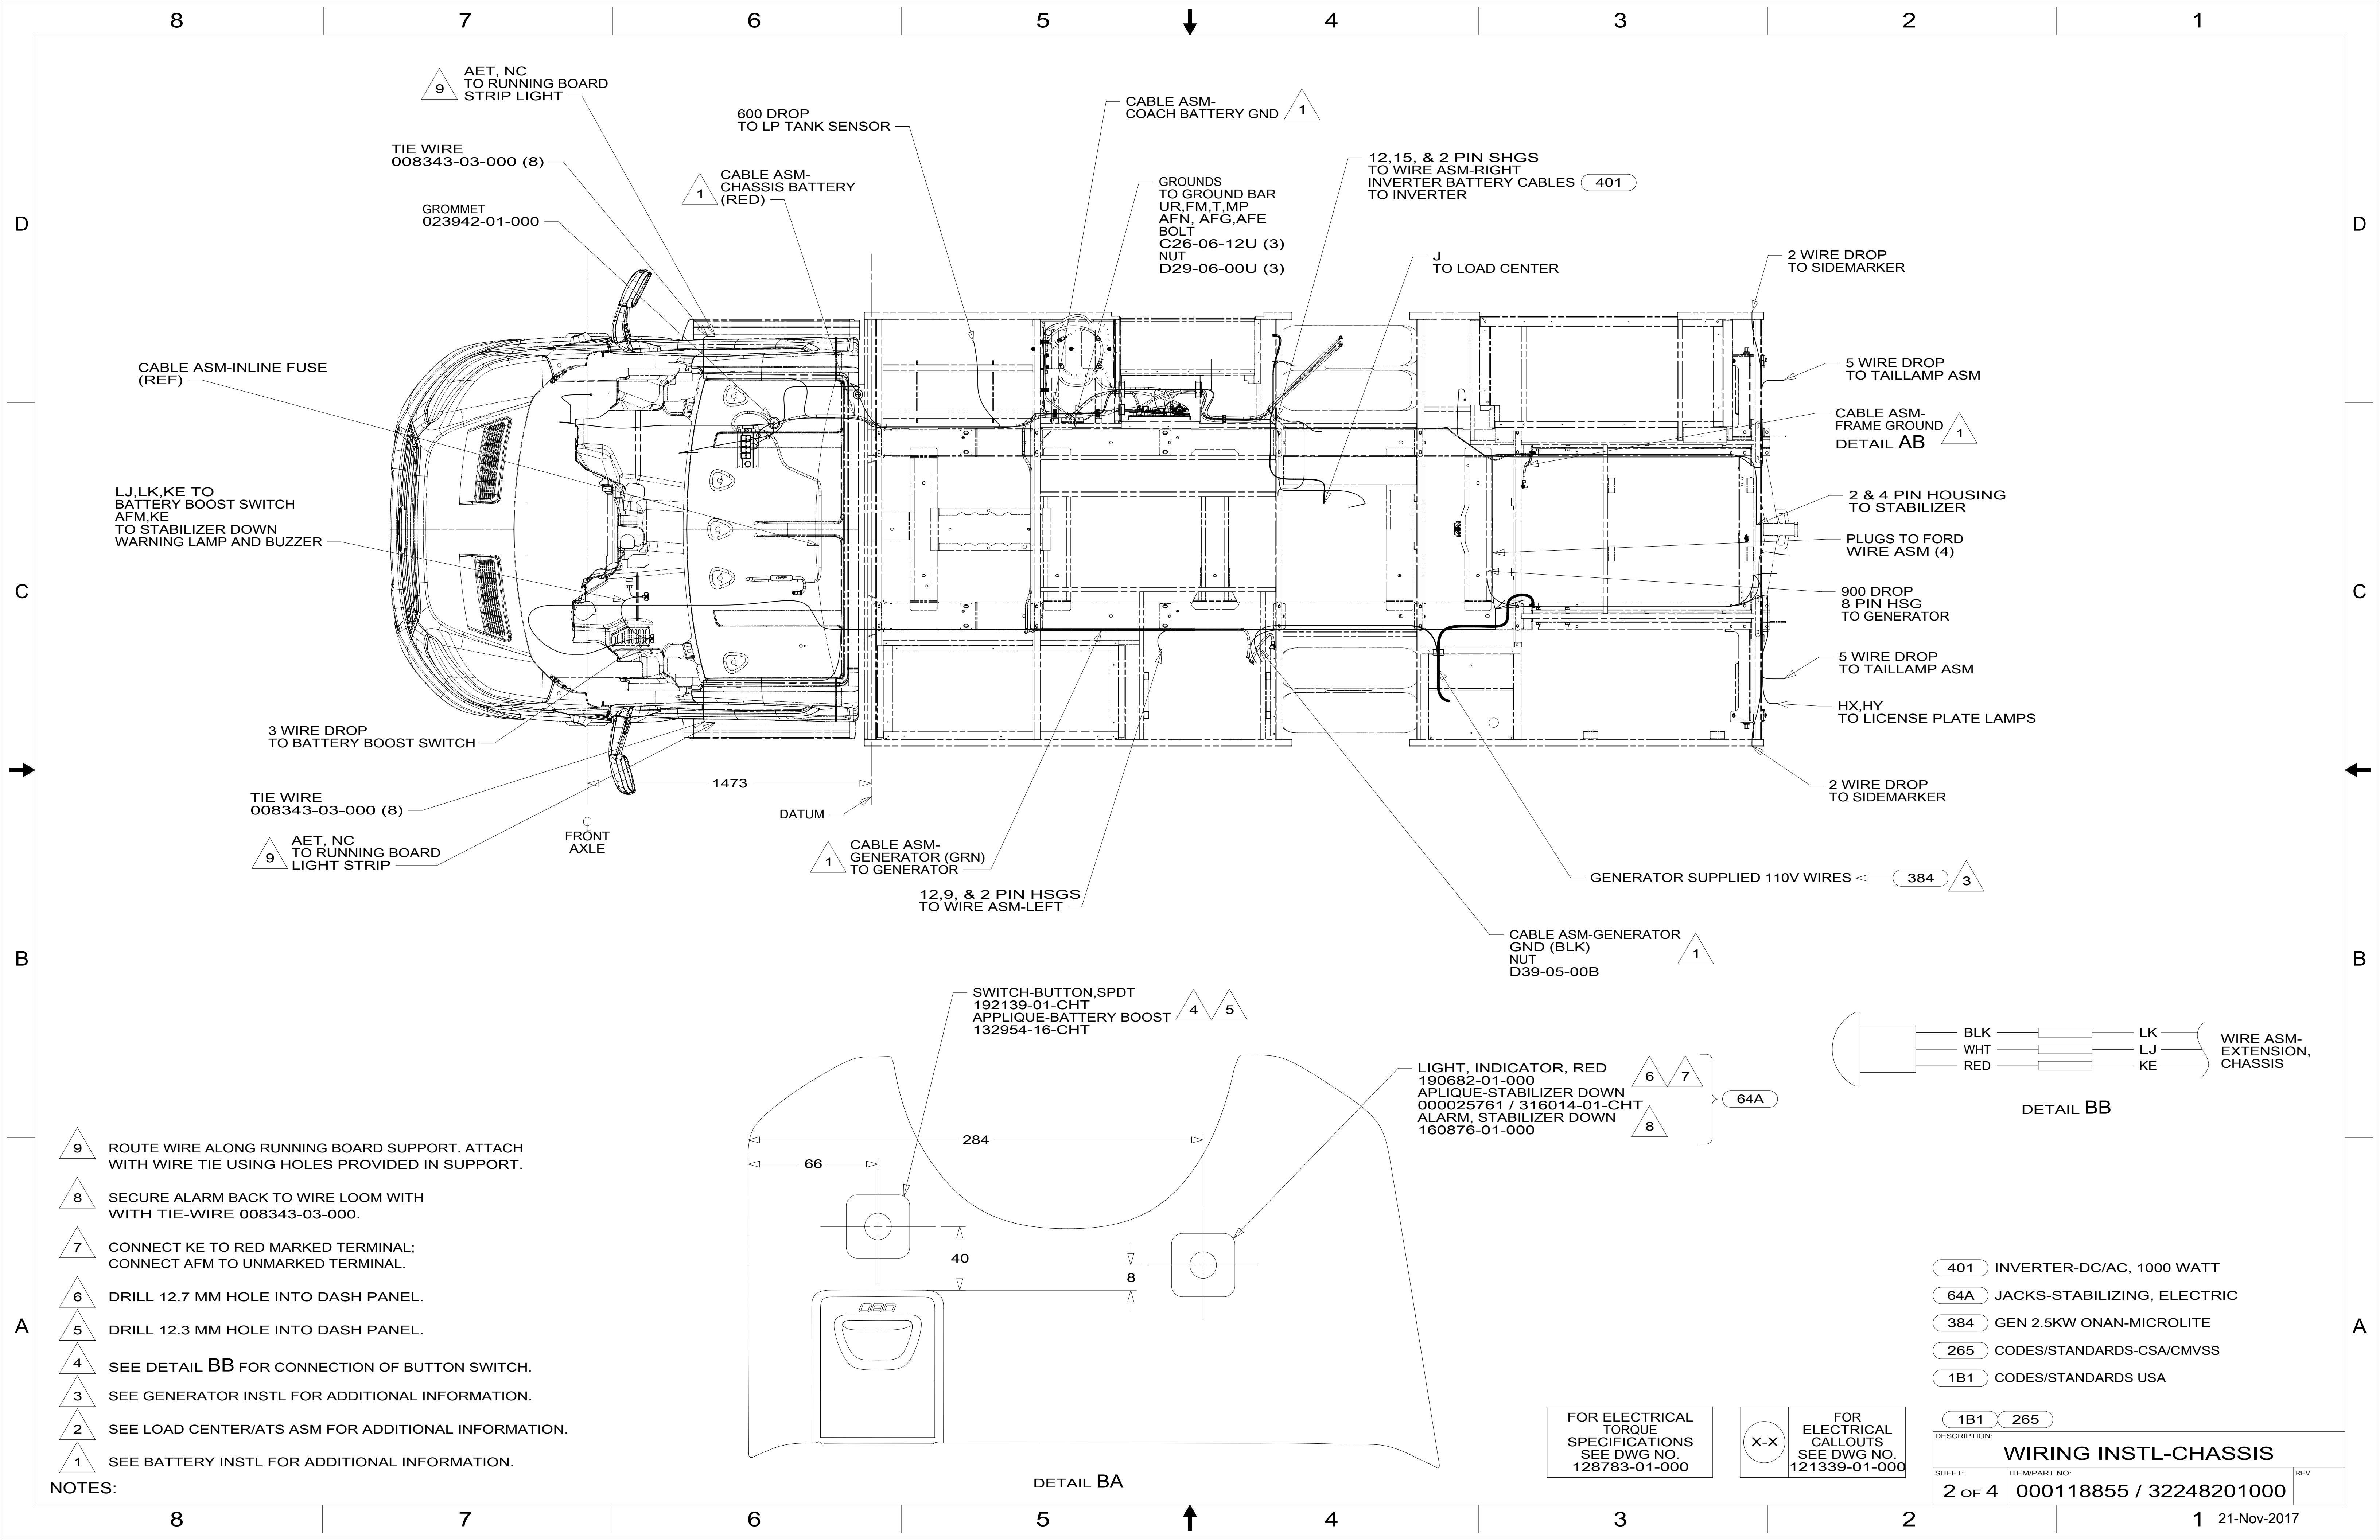 8 7 6 5 4 3 2 1
D
D
C
C
B
B
A
A
9
AET, NC
TO RUNNING BOARD
STRIP LIGHT
TIE WIRE
008343-03-000 (8)
GROMMET
023942-01-000
600 DROP
TO LP TANK SENSOR
1
CABLE ASM-
CHASSIS BATTERY
(RED)
CABLE ASM-
COACH BATTERY GND
1
GROUNDS
TO GROUND BAR
UR,FM,T,MP
AFN, AFG,AFE
BOLT
C26-06-12U (3)
NUT
D29-06-00U (3)
12,15, & 2 PIN SHGS
TO WIRE ASM-RIGHT
INVERTER BATTERY CABLES 401
TO INVERTER
J
TO LOAD CENTER
2 WIRE DROP
TO SIDEMARKER
5 WIRE DROP
TO TAILLAMP ASM
CABLE ASM-
FRAME GROUND
DETAIL AB
1
2 & 4 PIN HOUSING
TO STABILIZER
PLUGS TO FORD
WIRE ASM (4)
900 DROP
8 PIN HSG
TO GENERATOR
5 WIRE DROP
TO TAILLAMP ASM
HX,HY
TO LICENSE PLATE LAMPS
2 WIRE DROP
TO SIDEMARKER
CABLE ASM-INLINE FUSE
(REF)
LJ,LK,KE TO
BATTERY BOOST SWITCH
AFM,KE
TO STABILIZER DOWN
WARNING LAMP AND BUZZER
3 WIRE DROP
TO BATTERY BOOST SWITCH
TIE WIRE
008343-03-000 (8)
9
AET, NC
TO RUNNING BOARD
LIGHT STRIP
1473
DATUM
C
FRONT
AXLE
1
CABLE ASM-
GENERATOR (GRN)
TO GENERATOR
12,9, & 2 PIN HSGS
TO WIRE ASM-LEFT
GENERATOR SUPPLIED 110V WIRES 384 3
CABLE ASM-GENERATOR
GND (BLK)
NUT
D39-05-00B
1
SWITCH-BUTTON,SPDT
192139-01-CHT
APPLIQUE-BATTERY BOOST
132954-16-CHT
4 5
LIGHT, INDICATOR, RED
190682-01-000
APLIQUE-STABILIZER DOWN
000025761 / 316014-01-CHT
ALARM, STABILIZER DOWN
160876-01-000
6 7
8
64A
284
66
40
8
OBD
DETAIL BA
BLK LK
WHT LJ
RED KE
WIRE ASM-
EXTENSION,
CHASSIS
DETAIL BB
9 ROUTE WIRE ALONG RUNNING BOARD SUPPORT. ATTACH
WITH WIRE TIE USING HOLES PROVIDED IN SUPPORT.
8 SECURE ALARM BACK TO WIRE LOOM WITH
WITH TIE-WIRE 008343-03-000.
7 CONNECT KE TO RED MARKED TERMINAL;
CONNECT AFM TO UNMARKED TERMINAL.
6 DRILL 12.7 MM HOLE INTO DASH PANEL.
5 DRILL 12.3 MM HOLE INTO DASH PANEL.
4 SEE DETAIL BB FOR CONNECTION OF BUTTON SWITCH.
3 SEE GENERATOR INSTL FOR ADDITIONAL INFORMATION.
2 SEE LOAD CENTER/ATS ASM FOR ADDITIONAL INFORMATION.
1 SEE BATTERY INSTL FOR ADDITIONAL INFORMATION.
NOTES:
401 INVERTER-DC/AC, 1000 WATT
64A JACKS-STABILIZING, ELECTRIC
384 GEN 2.5KW ONAN-MICROLITE
265 CODES/STANDARDS-CSA/CMVSS
1B1 CODES/STANDARDS USA
FOR ELECTRICAL
TORQUE
SPECIFICATIONS
SEE DWG NO.
128783-01-000
X-X
FOR
ELECTRICAL
CALLOUTS
SEE DWG NO.
121339-01-000
1B1 265
DESCRIPTION:
WIRING INSTL-CHASSIS
SHEET:
2 OF 4
ITEM/PART NO:
000118855 / 32248201000
REV
8 7 6 5 4 3 2 1
21-Nov-2017